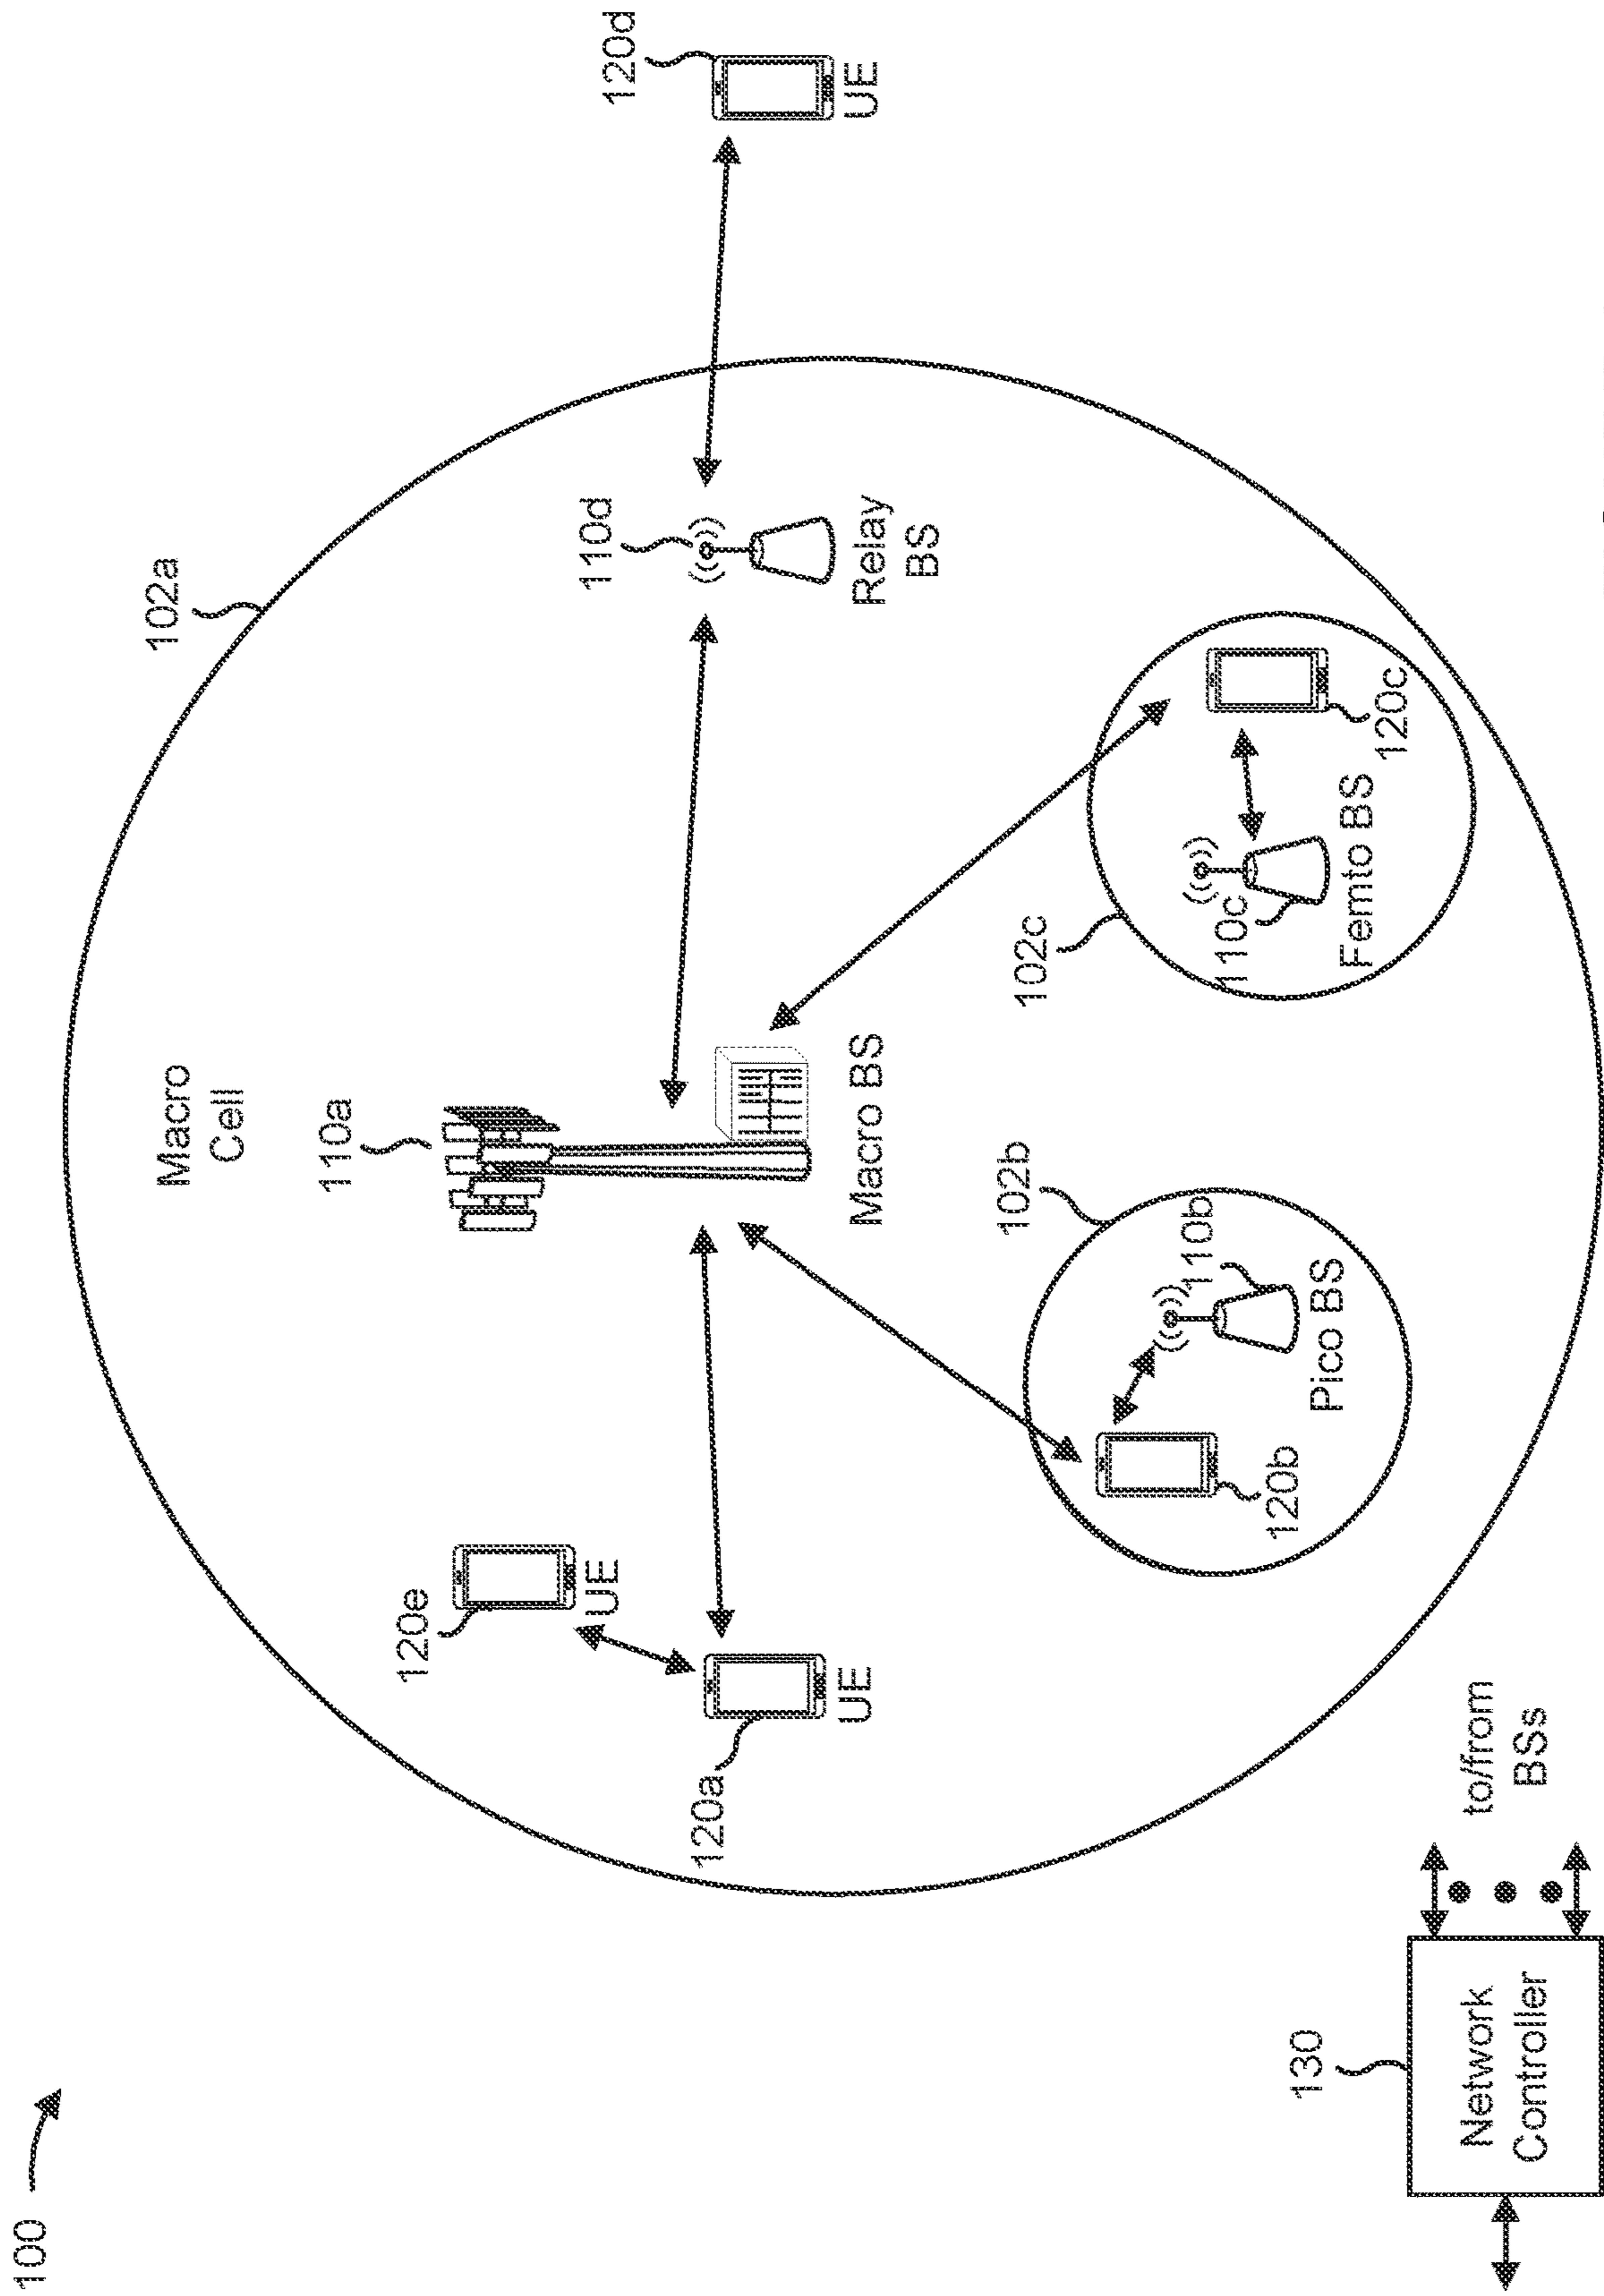 100
102a
Macro
Cell
110a
120d
UE
110d
Relay
BS
120e
UE
120a
UE
Macro BS
102c
110c
Femto BS
120c
102b
110b
Pico BS
120b
130
Network
Controller
to/from
BSs